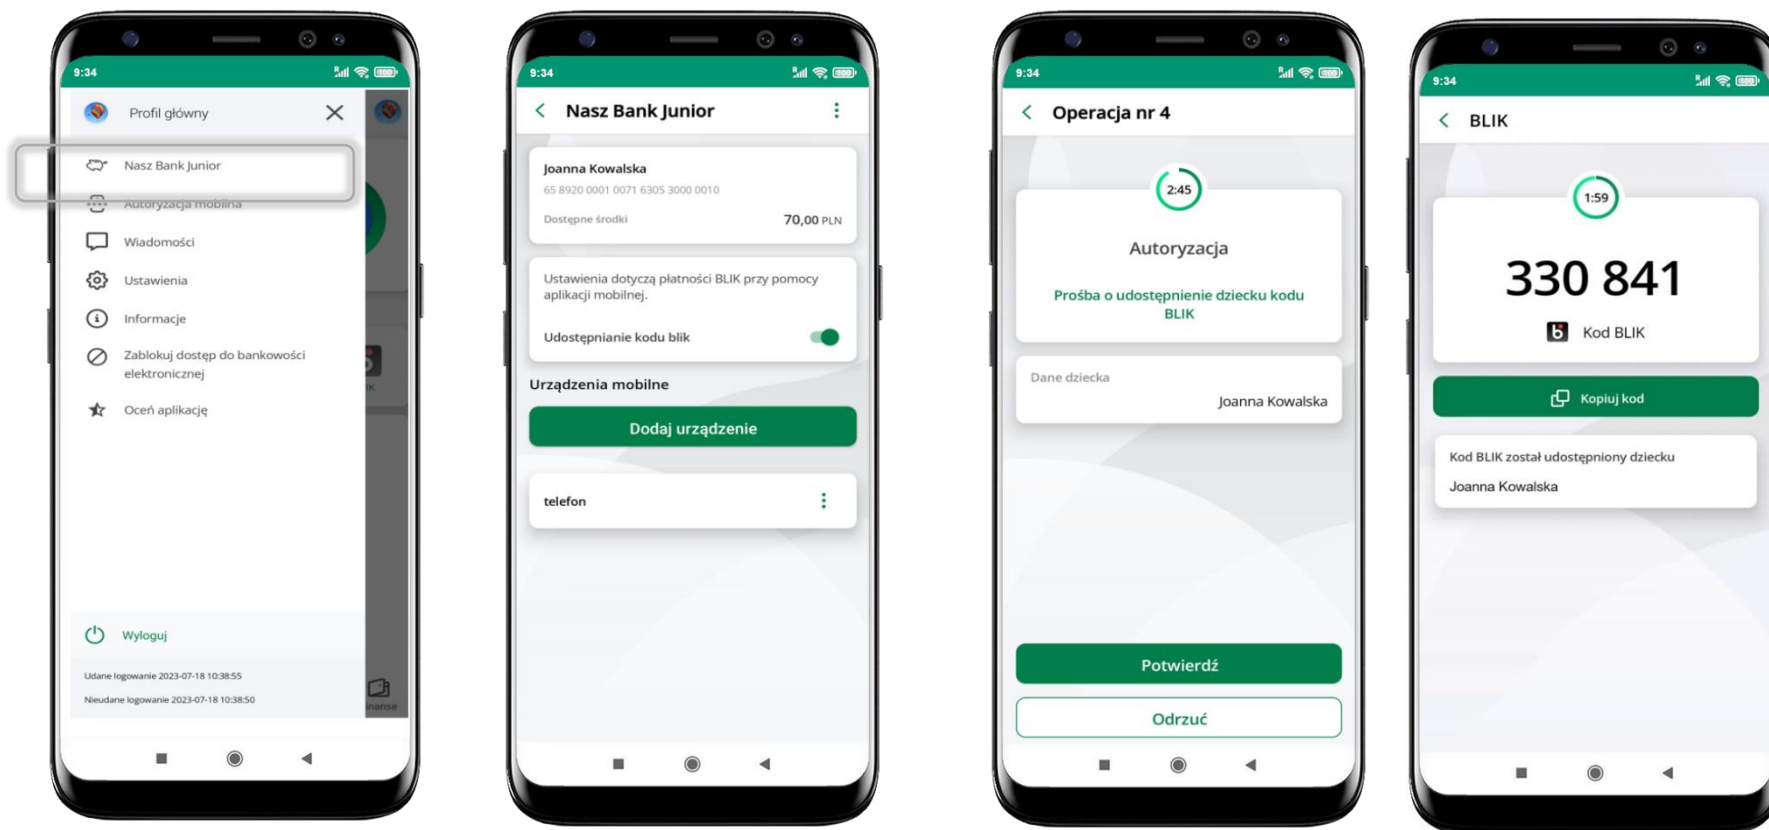 9:34
Profil główny
Nasz Bank Junior
Autoryzacja mobilna
Wiadomości
Ustawienia
Informacje
Zablokuj dostęp do bankowości
elektronicznej
Oceń aplikację
Wyloguj
Udane logowanie 2023-07-18 10:38:55
Nieudane logowanie 2023-07-18 10:38:50
9:34
Nasz Bank Junior
Joanna Kowalska
65 8920 0001 0071 6305 3000 0010
Dostępne środki 70,00 PLN
Ustawienia dotyczą płatności BLIK przy pomocy
aplikacji mobilnej.
Udostępnianie kodu blik
Urządzenia mobilne
Dodaj urządzenie
telefon
9:34
Operacja nr 4
2:45
Autoryzacja
Prośba o udostępnienie dziecku kodu
BLIK
Dane dziecka
Joanna Kowalska
Potwierdź
Odrzuć
9:34
BLIK
1:59
330 841
Kod BLIK
Kopiuj kod
Kod BLIK został udostępniony dziecku
Joanna Kowalska